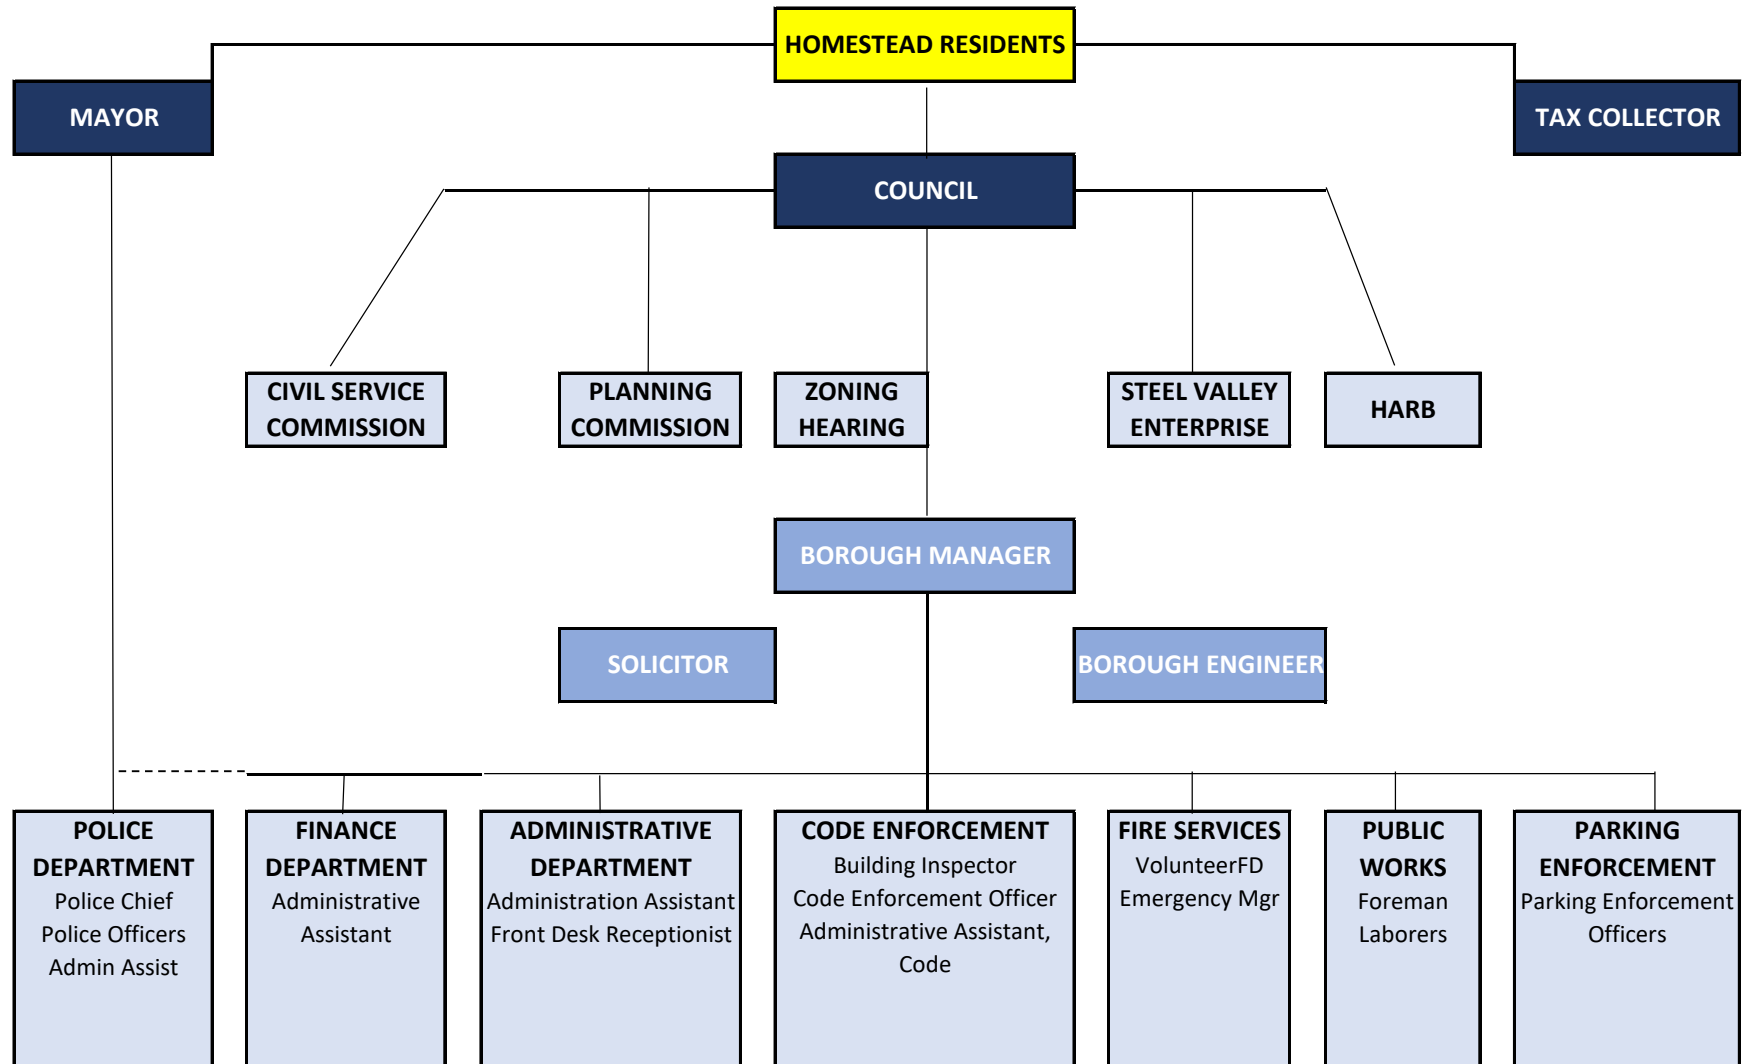 HOMESTEAD RESIDENTS
MAYOR
TAX COLLECTOR
COUNCIL
CIVIL SERVICE
COMMISSION
PLANNING
COMMISSION
ZONING
HEARING
STEEL VALLEY
ENTERPRISE
HARB
BOROUGH MANAGER
SOLICITOR
BOROUGH ENGINEER
POLICE
DEPARTMENT
Police Chief
Police Officers
Admin Assist
FINANCE
DEPARTMENT
Administrative
Assistant
ADMINISTRATIVE
DEPARTMENT
Administration Assistant
Front Desk Receptionist
CODE ENFORCEMENT
Building Inspector
Code Enforcement Officer
Administrative Assistant,
Code
FIRE SERVICES
VolunteerFD
Emergency Mgr
PUBLIC
WORKS
Foreman
Laborers
PARKING
ENFORCEMENT
Parking Enforcement
Officers